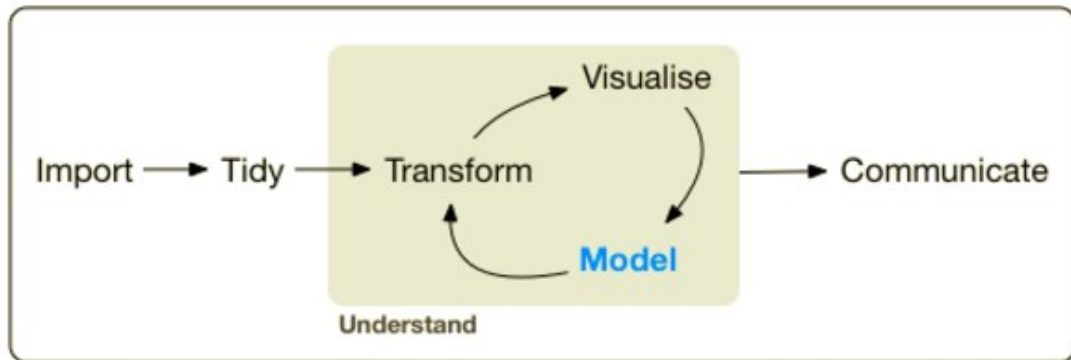 Visualise
Import
Tidy
Transform
Communicate
Model
Understand